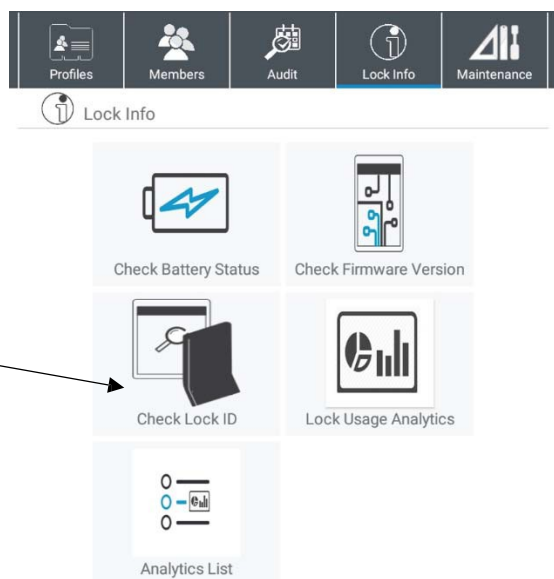 Profiles Members Audit Lock Info Maintenance
Lock Info
Check Battery Status Check Firmware Version
Check Lock ID Lock Usage Analytics
Analytics List